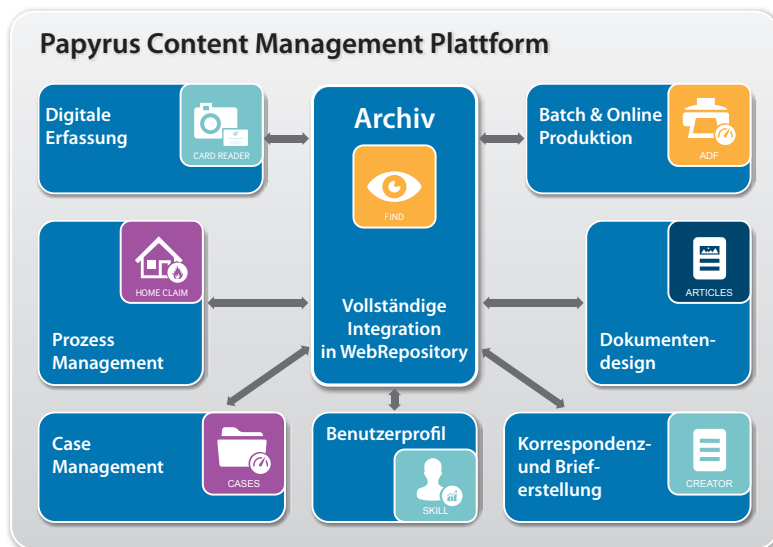 Papyrus Content Management Plattform
Digitale
Erfassung
CARD READER
Archiv
FIND
Vollständige
Integration
in WebRepository
Batch & Online
Produktion
ADF
HOME CLAIM
Prozess
Management
ARTICLES
Dokumenten-
design
Case
Management
CASES
Benutzerprofil
SKILL
Korrespondenz-
und Brief-
erstellung
CREATOR